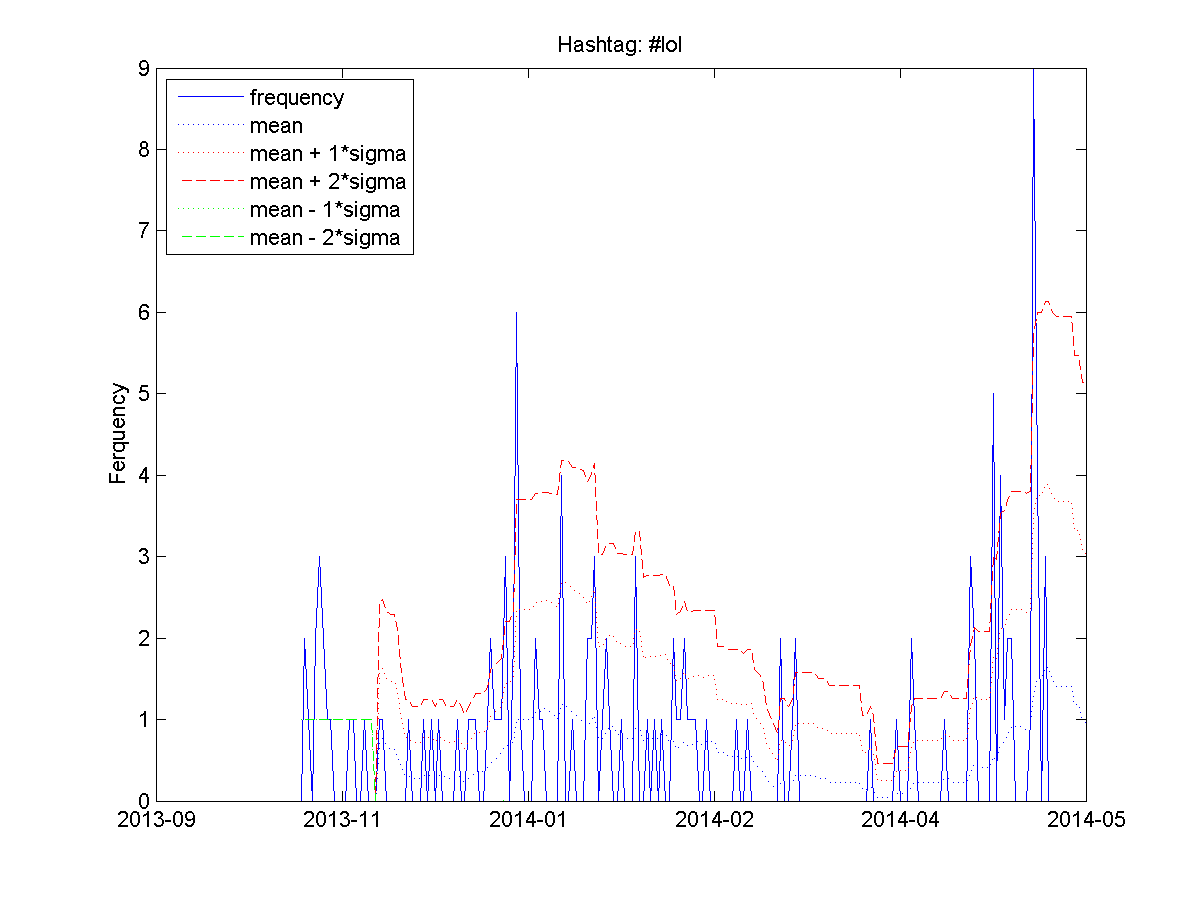 Hashtag: #lol
9
8
7
6
5
4
3
2
1
0
Ferquency
frequency
mean
mean + 1*sigma
mean + 2*sigma
mean - 1*sigma
mean - 2*sigma
2013-09 2013-11 2014-01 2014-02 2014-04 2014-05